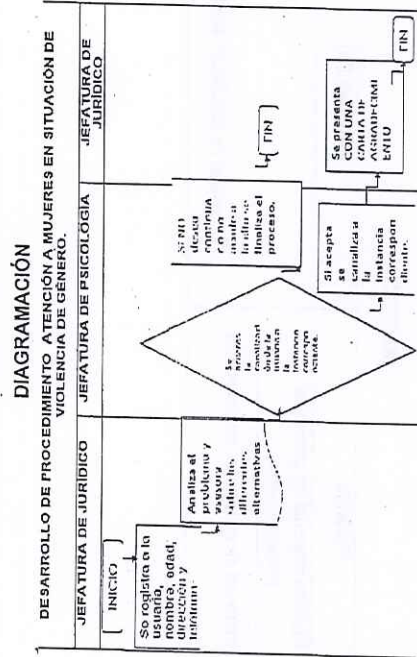 DIAGRAMACIÓN
DESARROLLO DE PROCEDIMIENTO ATENCIÓN A MUJERES EN SITUACIÓN DE
VIOLENCIA DE GÉNERO.
JEFATURA DE JURÍDICO
JEFATURA DE PSICOLOGÍA
JEFATURA DE
JURÍDICO
INICIO
Se registra a la
usuaria,
nombre, edad,
dirección y
Analiza el
problema y
alternativas
la
la
Si NO
desea
o no
finaliza el
proceso.
FIN
Si acepta
se
canaliza a
la
instancia
correspon
diente.
Se presenta
CON UNA
CARTA DE
AGRADECIMI
ENTO
FIN